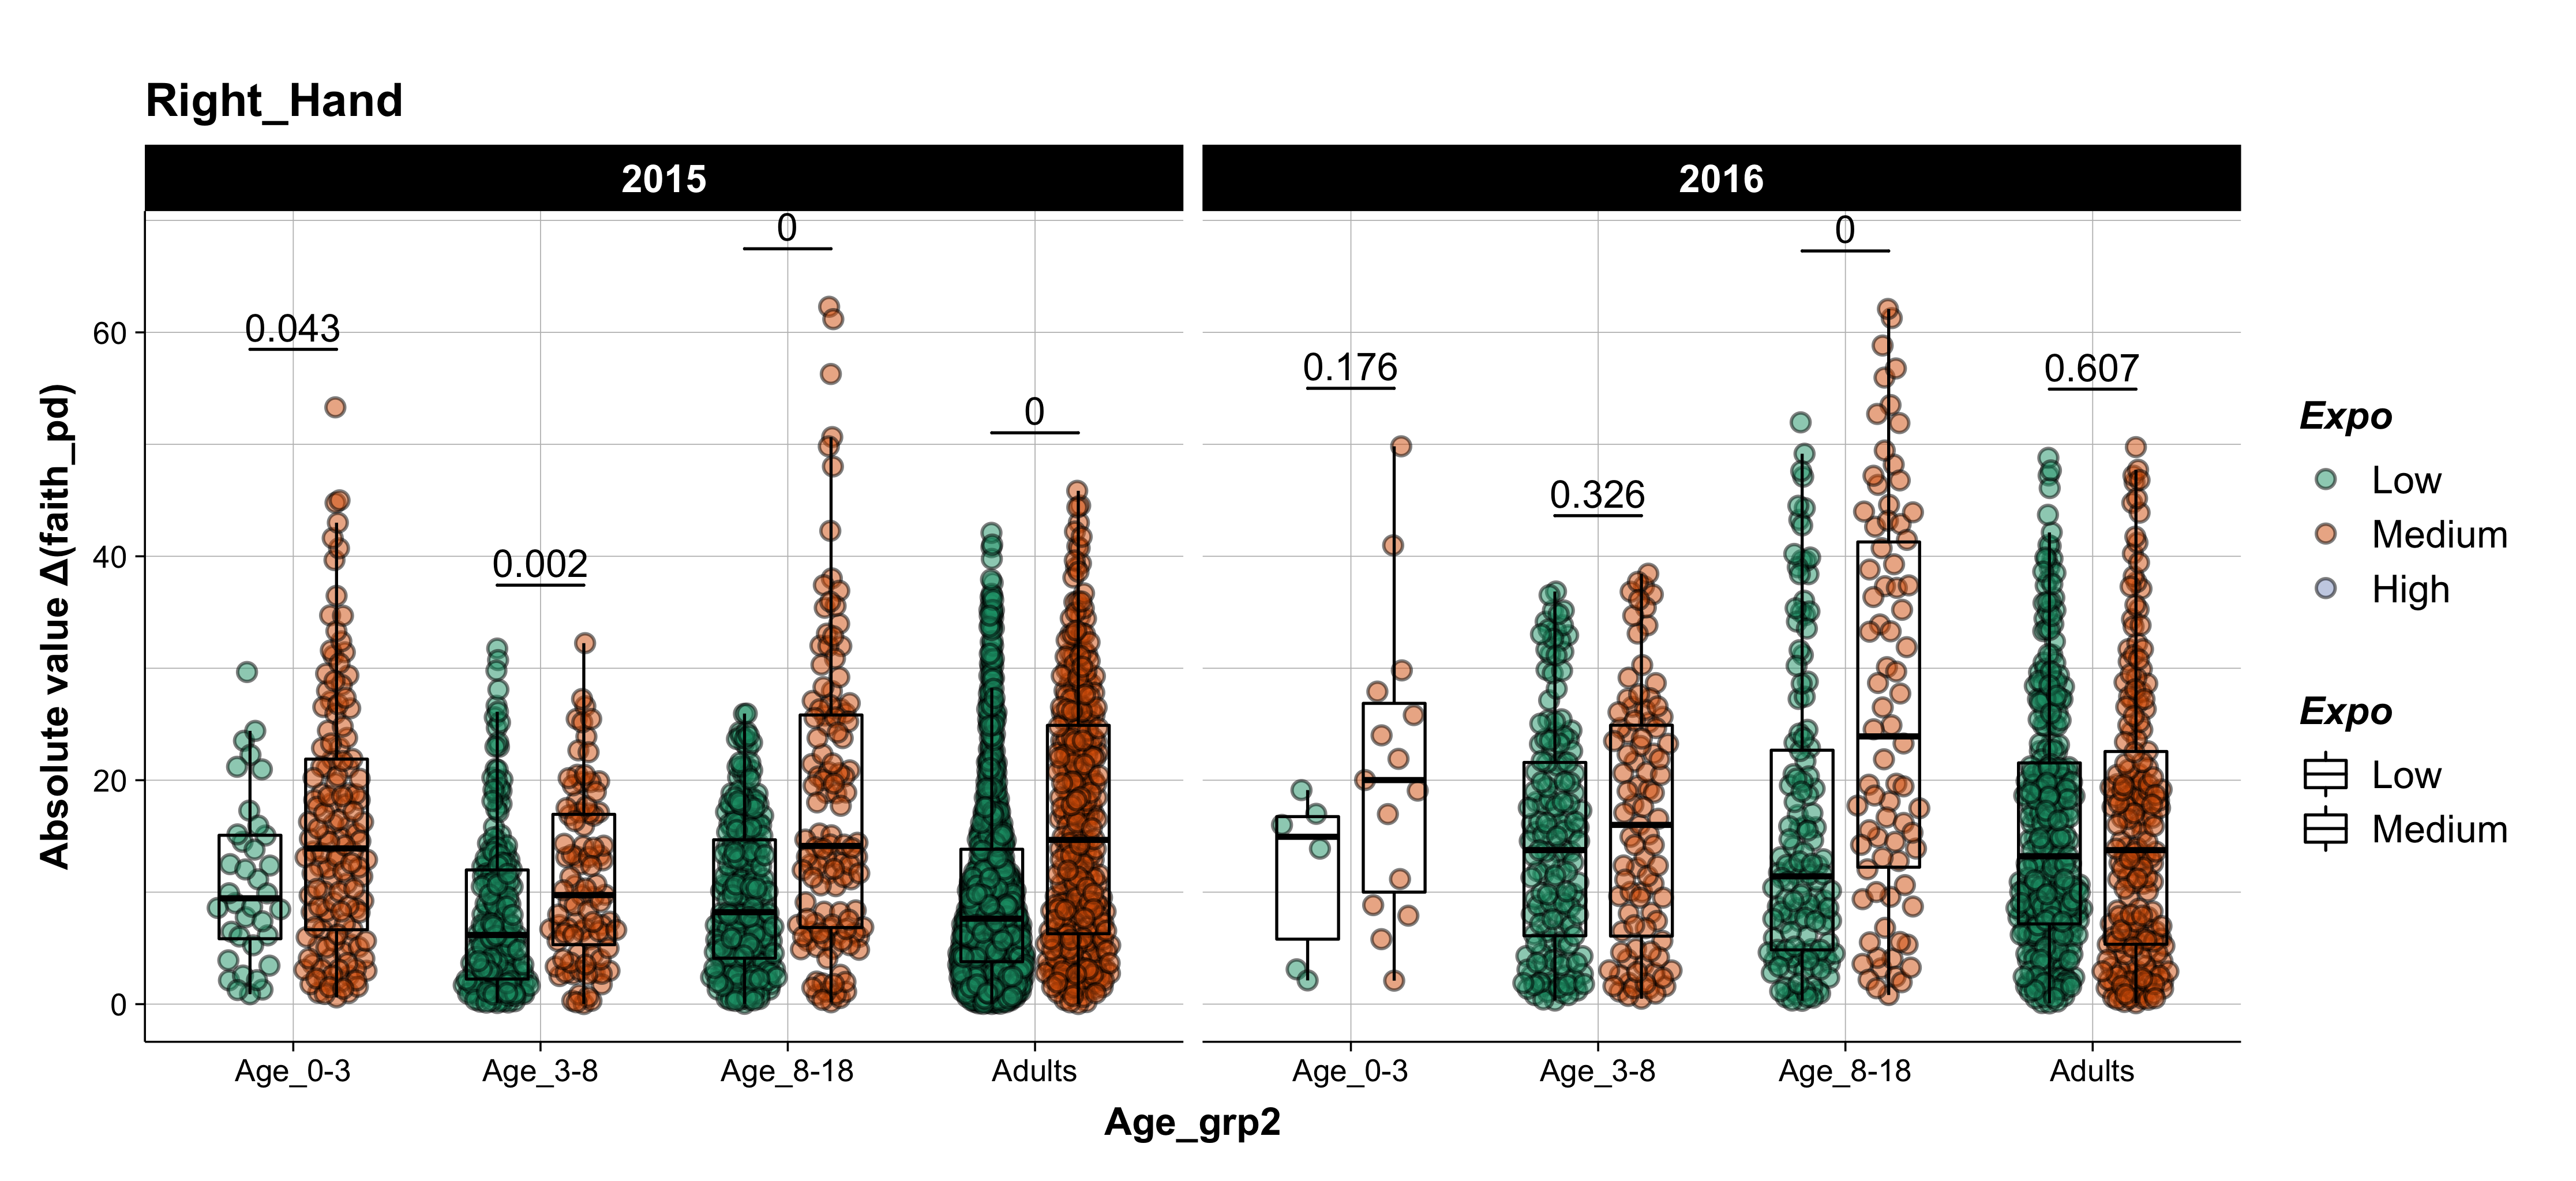 Right_Hand
2015
2016
0
0
0.043
0.176
0.607
0
0.326
0.002
60
40
20
0
Absolute value Δ(faith_pd)
Age_0-3
Age_3-8
Age_8-18
Adults
Age_0-3
Age_3-8
Age_8-18
Adults
Age_grp2
Expo
Low
Medium
High
Expo
Low
Medium